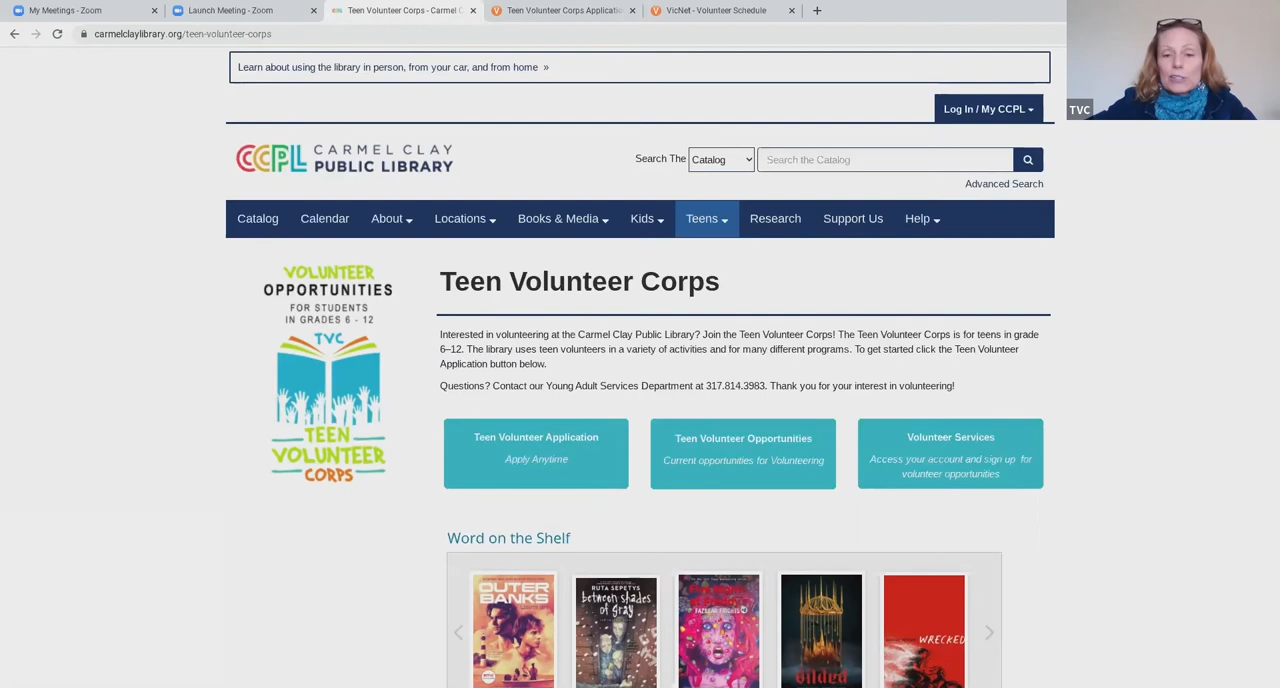 My Meetings - Zoom
Launch Meeting - Zoom
Teen Volunteer Corps - Carmel C
Teen Volunteer Corps Applicatio
VicNet - Volunteer Schedule
carmelclaylibrary.org/teen-volunteer-corps
TVC
Learn about using the library in person, from your car, and from home »
Log In / My CCPL
CCPL CARMEL CLAY
PUBLIC LIBRARY
Search The Catalog Search the Catalog
Advanced Search
Catalog Calendar About Locations Books & Media Kids Teens Research Support Us Help
VOLUNTEER
OPPORTUNITIES
FOR STUDENTS
IN GRADES 6 - 12
TVC
TEEN
VOLUNTEER
CORPS
Teen Volunteer Corps
Interested in volunteering at the Carmel Clay Public Library? Join the Teen Volunteer Corps! The Teen Volunteer Corps is for teens in grade
6–12. The library uses teen volunteers in a variety of activities and for many different programs. To get started click the Teen Volunteer
Application button below.
Questions? Contact our Young Adult Services Department at 317.814.3983. Thank you for your interest in volunteering!
Teen Volunteer Application
Apply Anytime
Teen Volunteer Opportunities
Current opportunities for Volunteering
Volunteer Services
Access your account and sign up for
volunteer opportunities
Word on the Shelf
OUTER
BANKS
RUTA SEPETYS
between shades
of gray
FAZBEAR FRIGHTS
Gilded
WRECKED